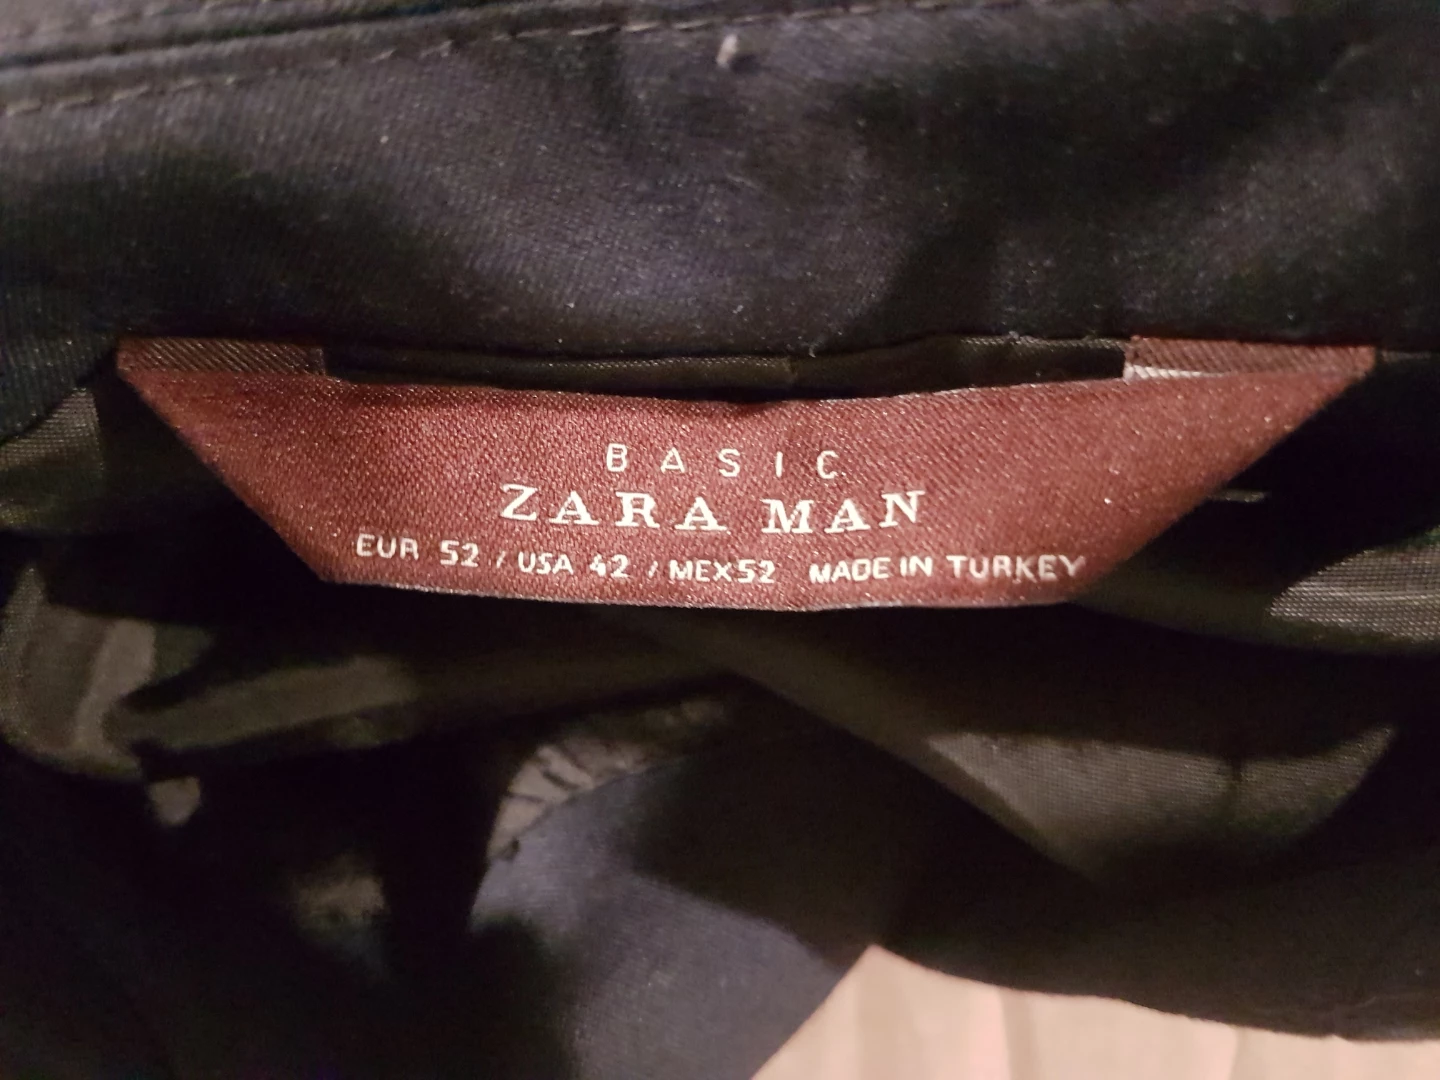 BASIC
ZARA MAN
EUR 52 / USA 42 / MEX52 MADE IN TURKEY